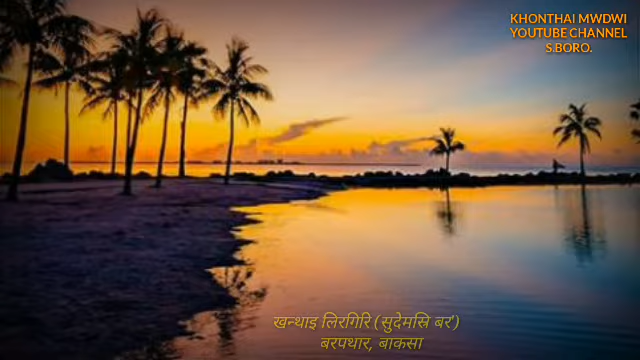 KHONTHAI MWDWI
YOUTUBE CHANNEL
S.BORO.
खन्थाइ लिरगिरि (सुदेमस्रि बर')
बरपथार, बाकसा